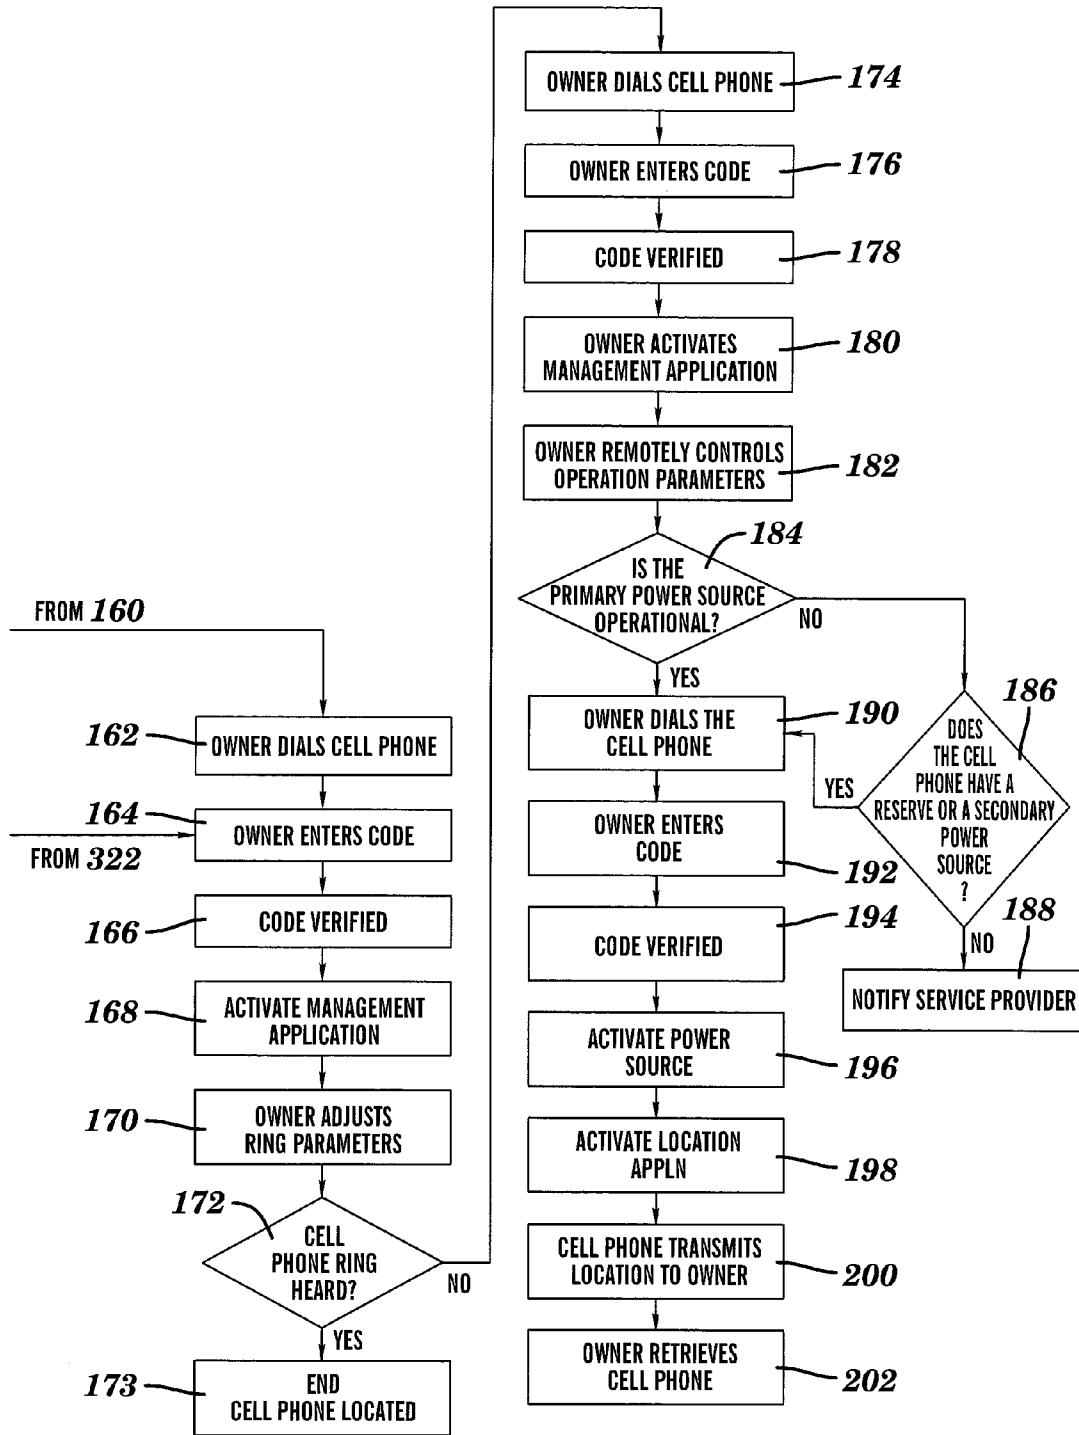 FROM 160
162
OWNER DIALS CELL PHONE
164
OWNER ENTERS CODE
FROM 322
166
CODE VERIFIED
168
ACTIVATE MANAGEMENT
APPLICATION
170
OWNER ADJUSTS
RING PARAMETERS
172
CELL
PHONE RING
HEARD?
NO
YES
173
END
CELL PHONE LOCATED
OWNER DIALS CELL PHONE
174
OWNER ENTERS CODE
176
CODE VERIFIED
178
OWNER ACTIVATES
MANAGEMENT APPLICATION
180
OWNER REMOTELY CONTROLS
OPERATION PARAMETERS
182
184
IS THE
PRIMARY POWER SOURCE
OPERATIONAL?
NO
YES
186
DOES
THE CELL
PHONE HAVE A
RESERVE OR A SECONDARY
POWER
SOURCE
?
YES
NO
188
NOTIFY SERVICE PROVIDER
OWNER DIALS THE
CELL PHONE
190
OWNER ENTERS
CODE
192
CODE VERIFIED
194
ACTIVATE POWER
SOURCE
196
ACTIVATE LOCATION
APPLN
198
CELL PHONE TRANSMITS
LOCATION TO OWNER
200
OWNER RETRIEVES
CELL PHONE
202